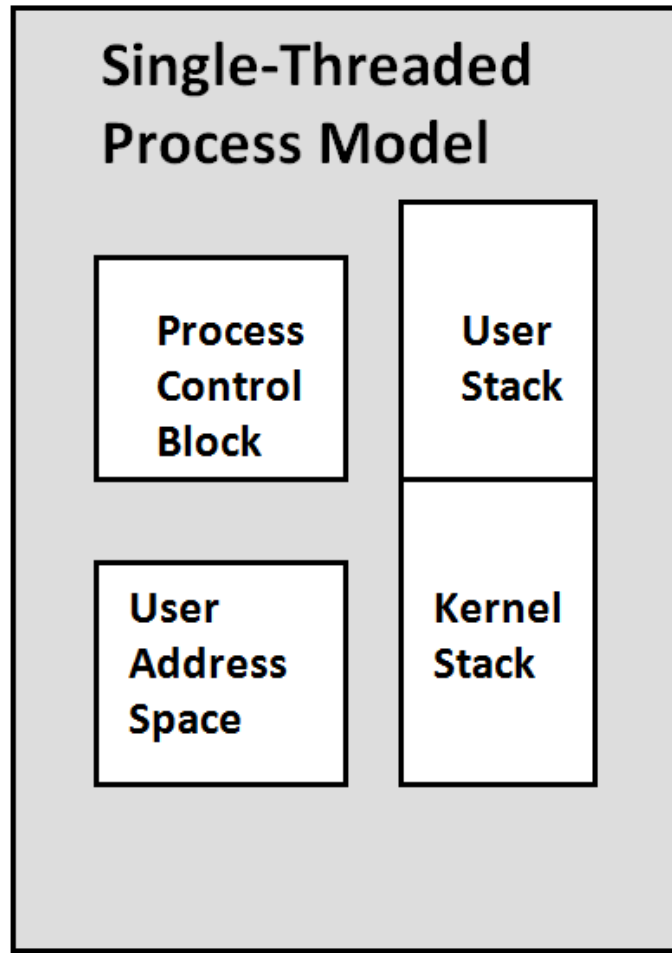 Single-Threaded
Process Model
Process
Control
Block
User
Stack
User
Address
Space
Kernel
Stack